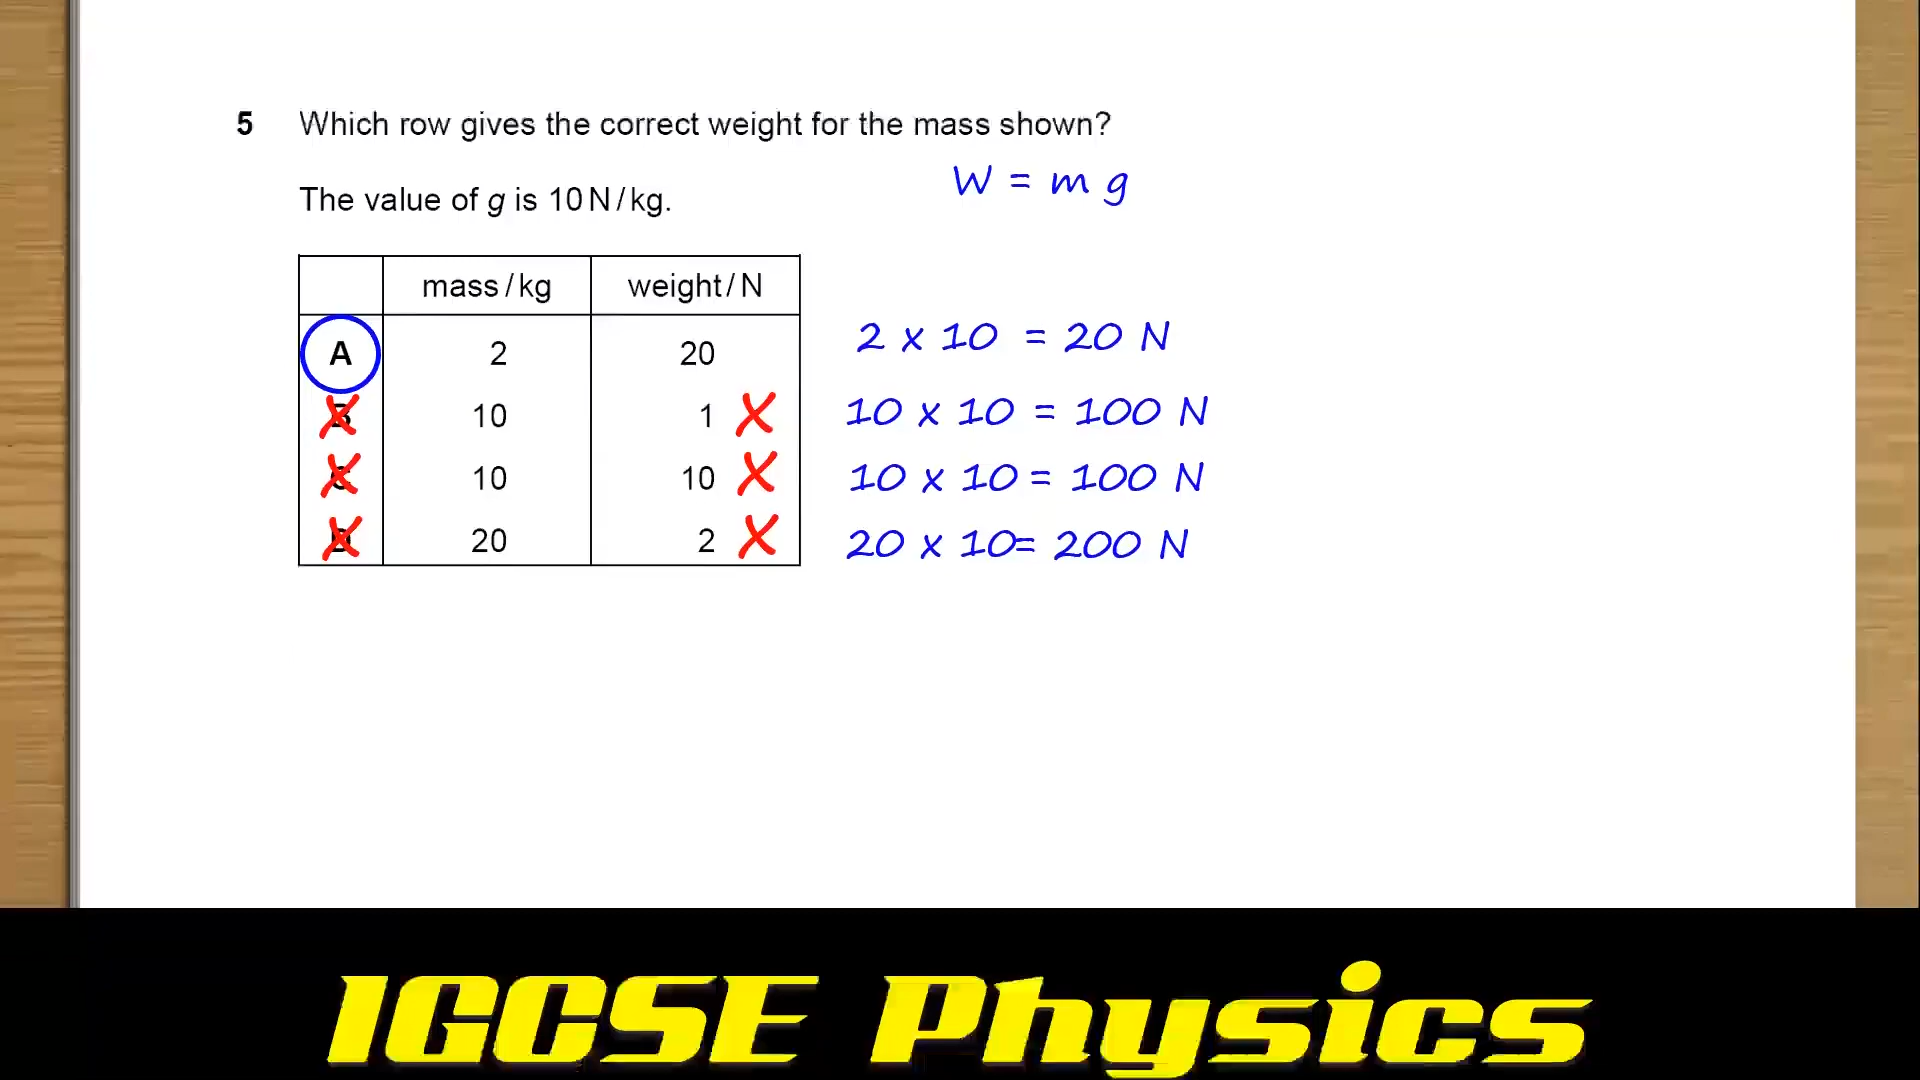 5 Which row gives the correct weight for the mass shown?
W = m g
The value of g is 10 N/kg.
mass/kg weight/N
A 2 20 2 x 10 = 20 N
B 10 1 X 10 x 10 = 100 N
C 10 10 X 10 x 10 = 100 N
D 20 2 X 20 x 10= 200 N
IGCSE Physics